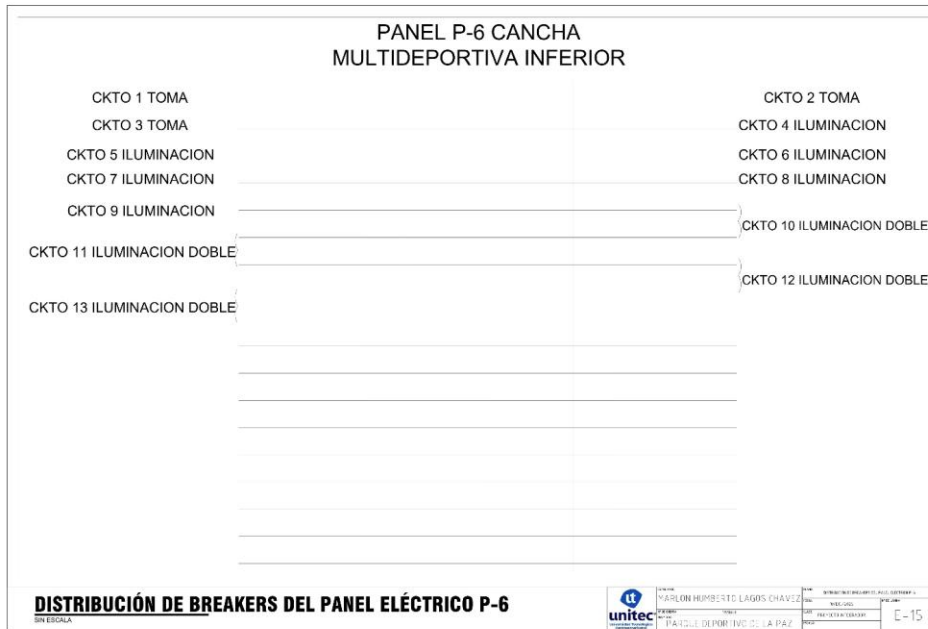 PANEL P-6 CANCHA
MULTIDEPORTIVA INFERIOR
CKTO 1 TOMA
CKTO 2 TOMA
CKTO 3 TOMA
CKTO 4 ILUMINACION
CKTO 5 ILUMINACION
CKTO 6 ILUMINACION
CKTO 7 ILUMINACION
CKTO 8 ILUMINACION
CKTO 9 ILUMINACION
CKTO 10 ILUMINACION DOBLE
CKTO 11 ILUMINACION DOBLE
CKTO 12 ILUMINACION DOBLE
CKTO 13 ILUMINACION DOBLE
DISTRIBUCIÓN DE BREAKERS DEL PANEL ELÉCTRICO P-6
SIN ESCALA
unitec
MARLON HUMBERTO LAGOS CHAVEZ
PARQUE DEPORTIVO DE LA PAZ
E-15